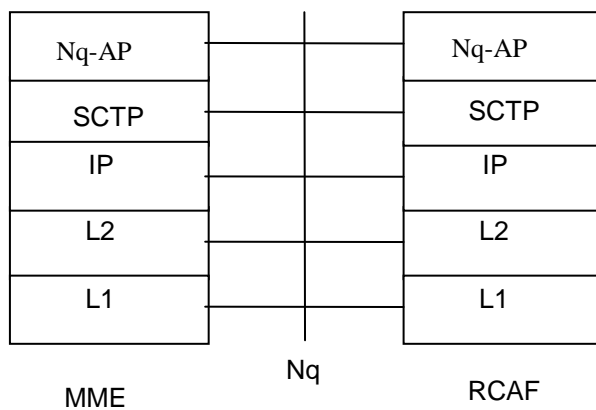 Nq-AP Nq-AP
SCTP SCTP
IP IP
L2 L2
L1 L1
Nq
MME RCAF